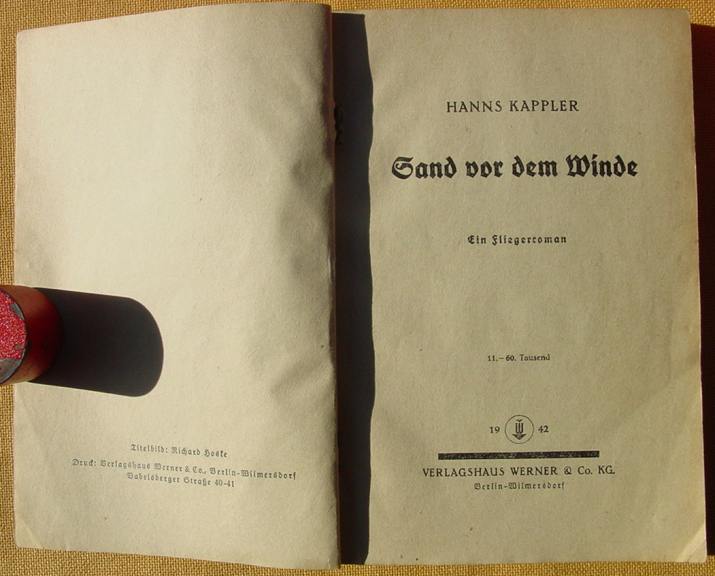 Titelbild: Richard Hoske
Druck: Verlagshaus Werner & Co., Berlin-Wilmersdorf
Babelsberger Straße 40-41
HANNS KAPPLER
Sand vor dem Winde
Ein Fliegerroman
11.–60. Tausend
19 42
VERLAGSHAUS WERNER & Co. KG.
Berlin-Wilmersdorf